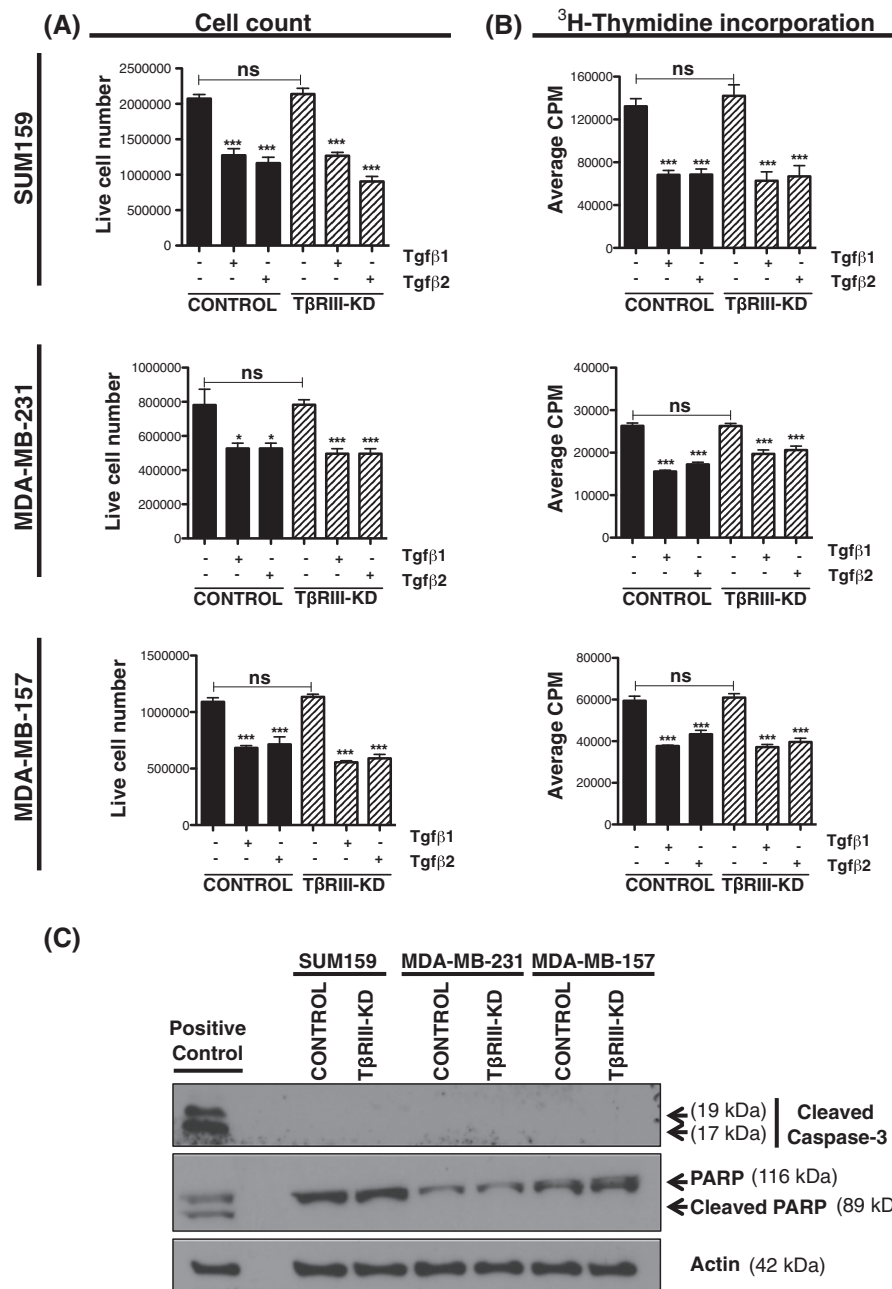 (A) Cell count
(B) ³H-Thymidine incorporation
SUM159
Live cell number
2500000
2000000
1500000
1000000
500000
0
ns
*** *** *** ***
- + - - + - Tgfβ1
- - + - - + Tgfβ2
CONTROL TβRIII-KD
Average CPM
160000
120000
80000
40000
0
ns
*** *** *** ***
- + - - + - Tgfβ1
- - + - - + Tgfβ2
CONTROL TβRIII-KD
MDA-MB-231
Live cell number
1000000
800000
600000
400000
200000
0
ns
* * *** ***
- + - - + - Tgfβ1
- - + - - + Tgfβ2
CONTROL TβRIII-KD
Average CPM
40000
30000
20000
10000
0
ns
*** *** *** ***
- + - - + - Tgfβ1
- - + - - + Tgfβ2
CONTROL TβRIII-KD
MDA-MB-157
Live cell number
1500000
1000000
500000
0
ns
*** *** *** ***
- + - - + - Tgfβ1
- - + - - + Tgfβ2
CONTROL TβRIII-KD
Average CPM
80000
60000
40000
20000
0
ns
*** *** *** ***
- + - - + - Tgfβ1
- - + - - + Tgfβ2
CONTROL TβRIII-KD
(C)
SUM159 MDA-MB-231 MDA-MB-157
Positive
Control
CONTROL TβRIII-KD CONTROL TβRIII-KD CONTROL TβRIII-KD
(19 kDa) Cleaved
(17 kDa) Caspase-3
PARP (116 kDa)
Cleaved PARP (89 kD
Actin (42 kDa)